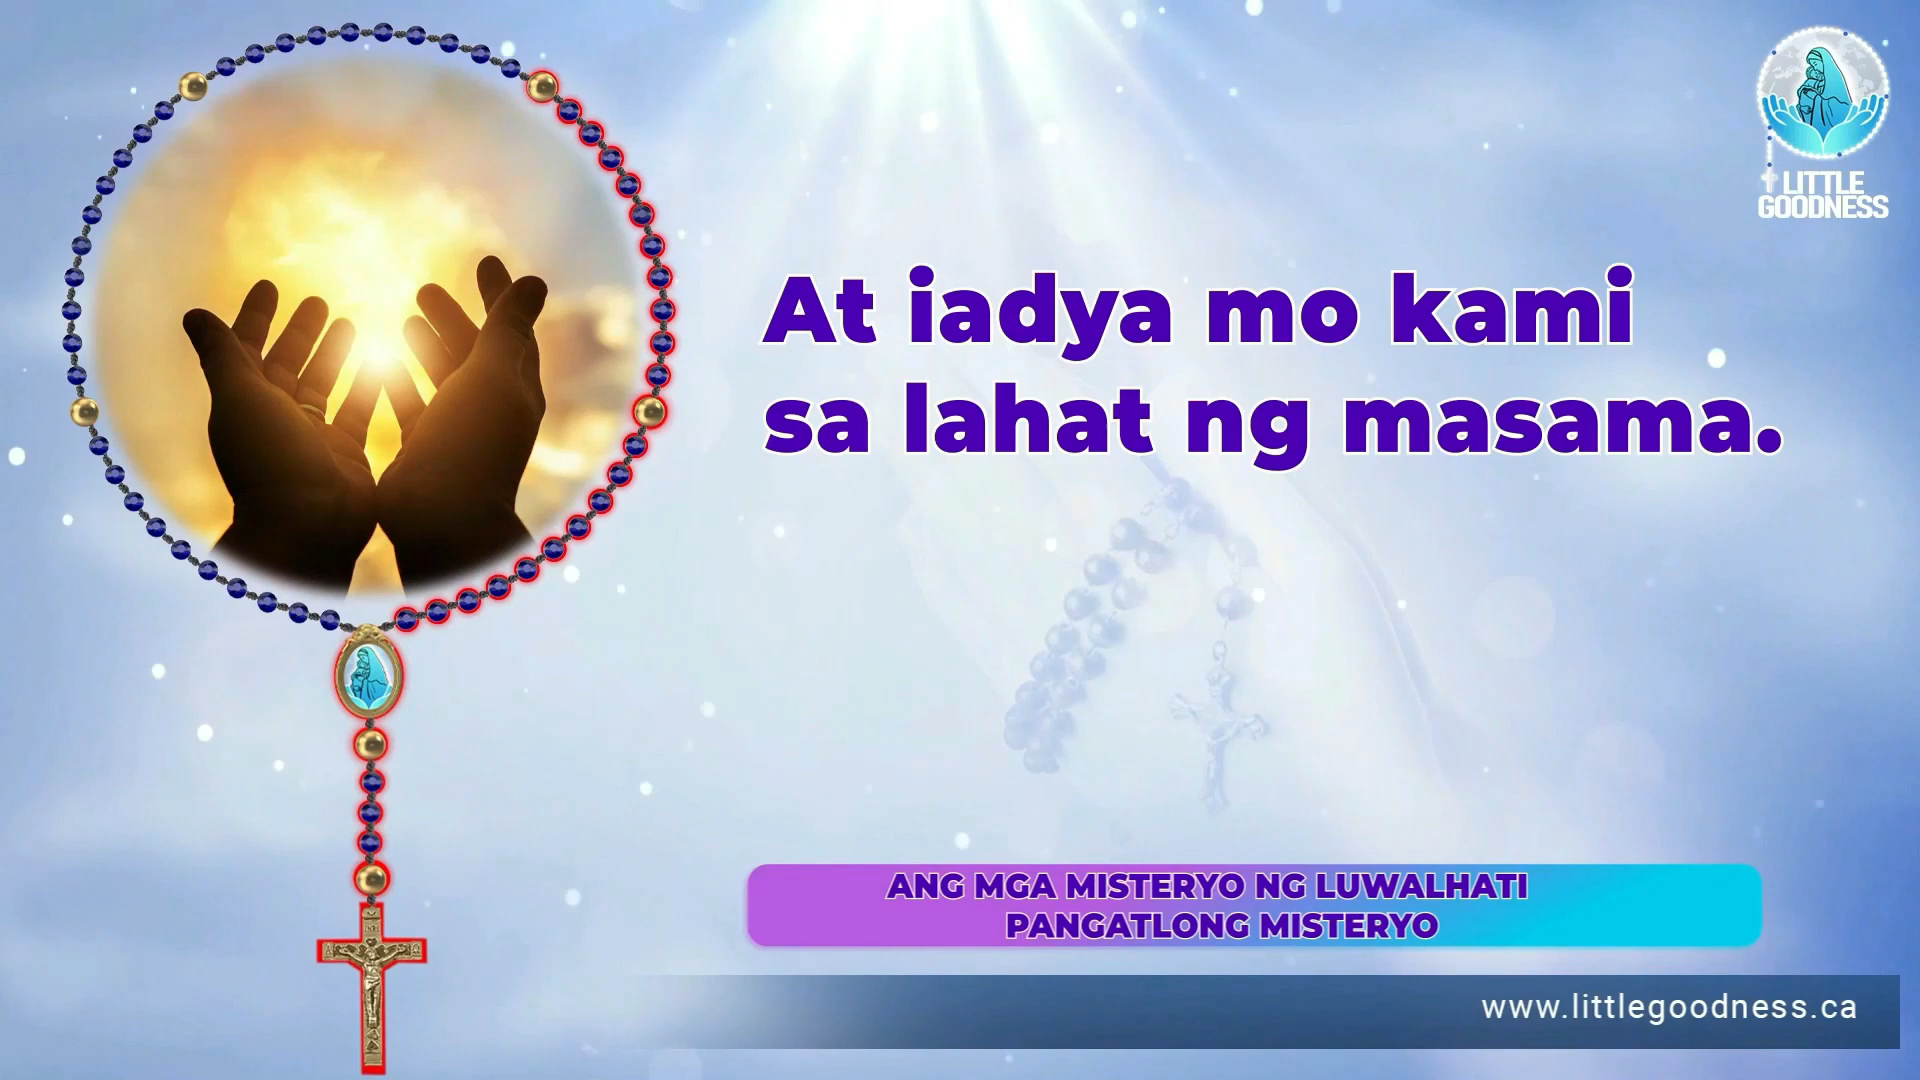 LITTLE
GOODNESS
At iadya mo kami
sa lahat ng masama.
ANG MGA MISTERYO NG LUWALHATI
PANGATLONG MISTERYO
www.littlegoodness.ca
INRI